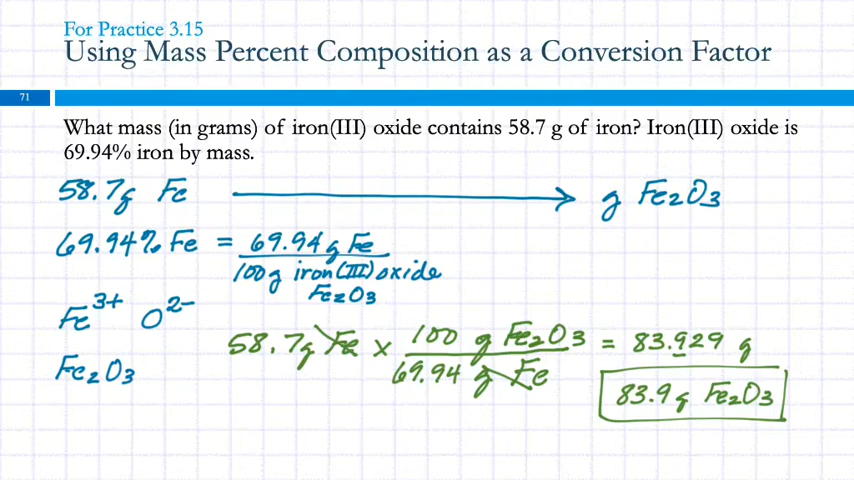 For Practice 3.15
Using Mass Percent Composition as a Conversion Factor
71
What mass (in grams) of iron(III) oxide contains 58.7 g of iron? Iron(III) oxide is
69.94% iron by mass.
58.7g Fe → g Fe₂O₃
69.94% Fe = 69.94 g Fe
100g iron(III) oxide
Fe₂O₃
Fe³⁺ O²⁻
58.7g Fe × 100 g Fe₂O₃ = 83.929 g
69.94 g Fe
Fe₂O₃
83.9 g Fe₂O₃